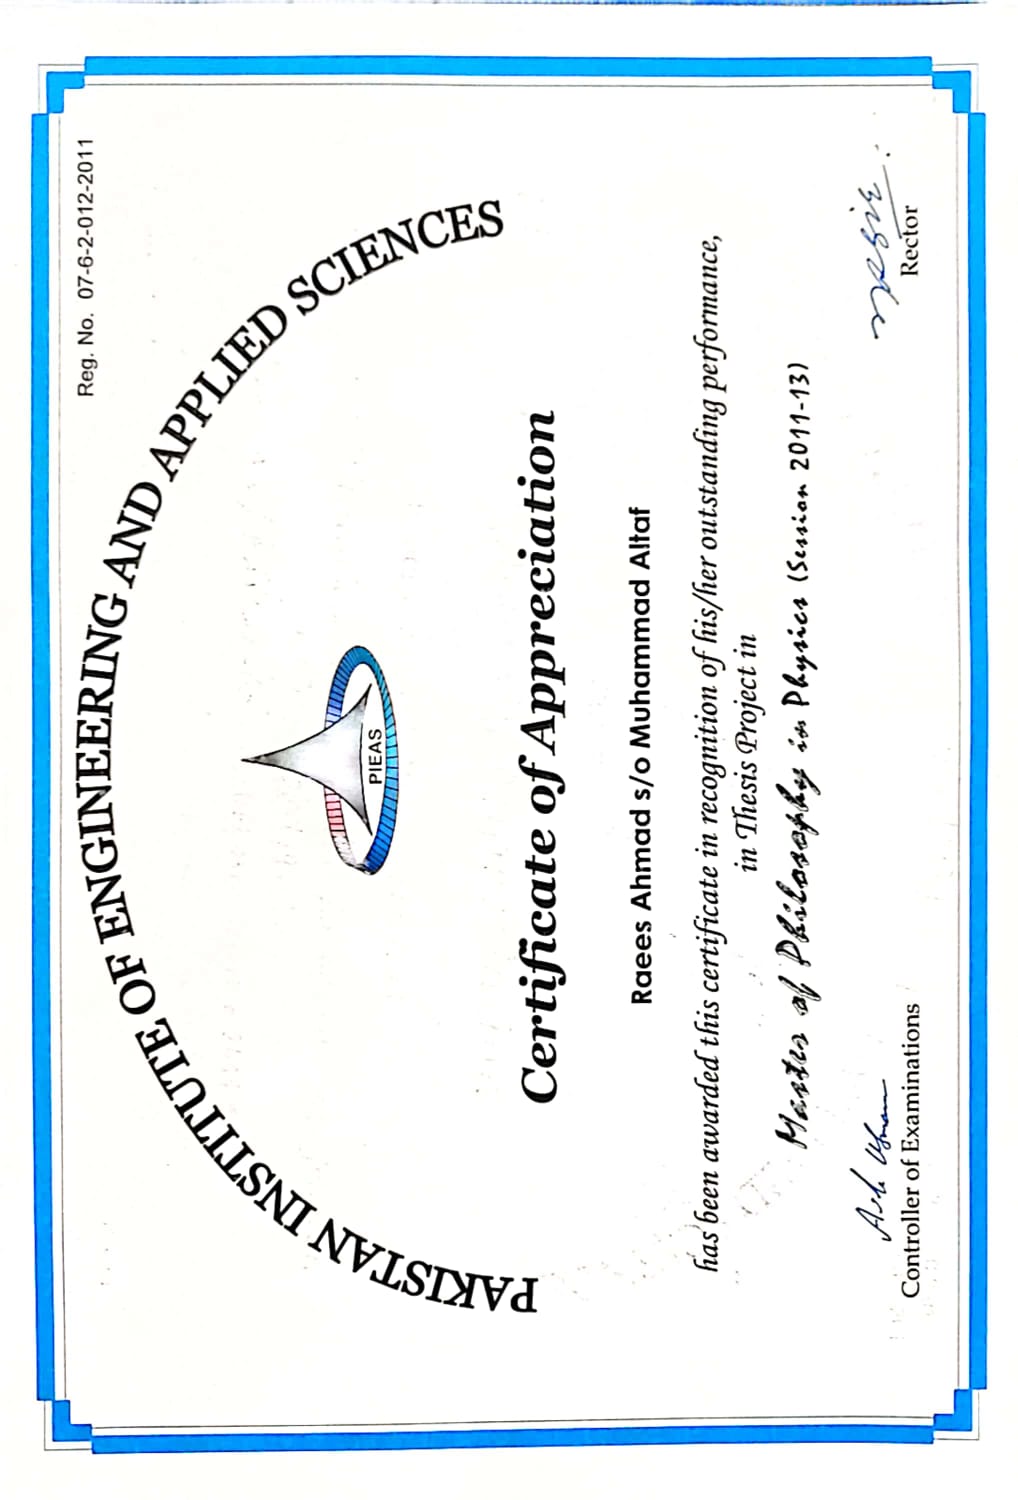 Reg. No. 07-6-2-012-2011
PAKISTAN INSTITUTE OF ENGINEERING AND APPLIED SCIENCES
PIEAS
Certificate of Appreciation
Raees Ahmad s/o Muhammad Altaf
has been awarded this certificate in recognition of his/her outstanding performance,
in Thesis Project in
Master of Philosophy in Physics (Session 2011-13)
Controller of Examinations
Rector